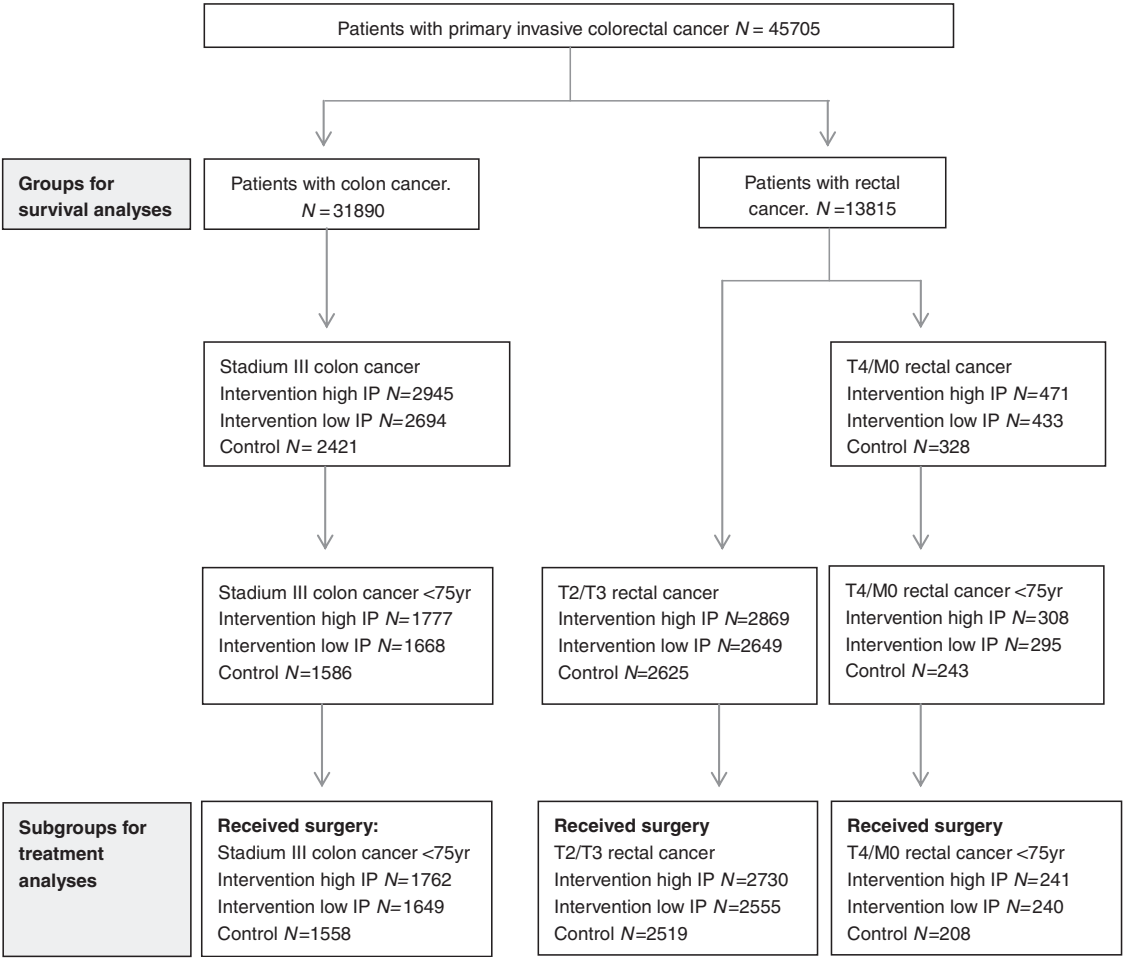 Patients with primary invasive colorectal cancer N = 45705
Groups for
survival analyses
Patients with colon cancer.
N = 31890
Patients with rectal
cancer. N =13815
Stadium III colon cancer
Intervention high IP N=2945
Intervention low IP N=2694
Control N= 2421
T4/M0 rectal cancer
Intervention high IP N=471
Intervention low IP N=433
Control N=328
Stadium III colon cancer <75yr
Intervention high IP N=1777
Intervention low IP N=1668
Control N=1586
T2/T3 rectal cancer
Intervention high IP N=2869
Intervention low IP N=2649
Control N=2625
T4/M0 rectal cancer <75yr
Intervention high IP N=308
Intervention low IP N=295
Control N=243
Subgroups for
treatment
analyses
Received surgery:
Stadium III colon cancer <75yr
Intervention high IP N=1762
Intervention low IP N=1649
Control N=1558
Received surgery
T2/T3 rectal cancer
Intervention high IP N=2730
Intervention low IP N=2555
Control N=2519
Received surgery
T4/M0 rectal cancer <75yr
Intervention high IP N=241
Intervention low IP N=240
Control N=208